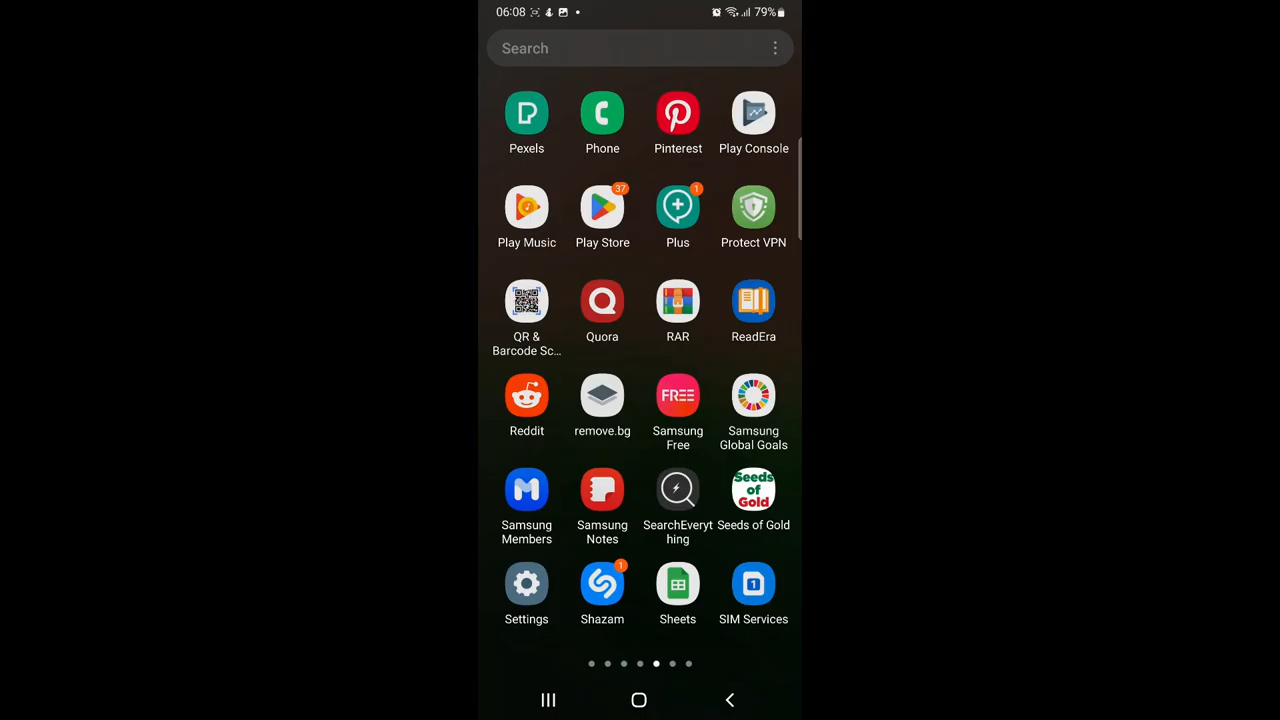 06:08 79%
Search
Pexels Phone Pinterest Play Console
37 1
Play Music Play Store Plus Protect VPN
QR & Quora RAR ReadEra
Barcode Sc...
FREE
Reddit remove.bg Samsung Samsung
Free Global Goals
Seeds
of
Gold
Samsung Samsung SearchEveryt Seeds of Gold
Members Notes hing
1 1
Settings Shazam Sheets SIM Services